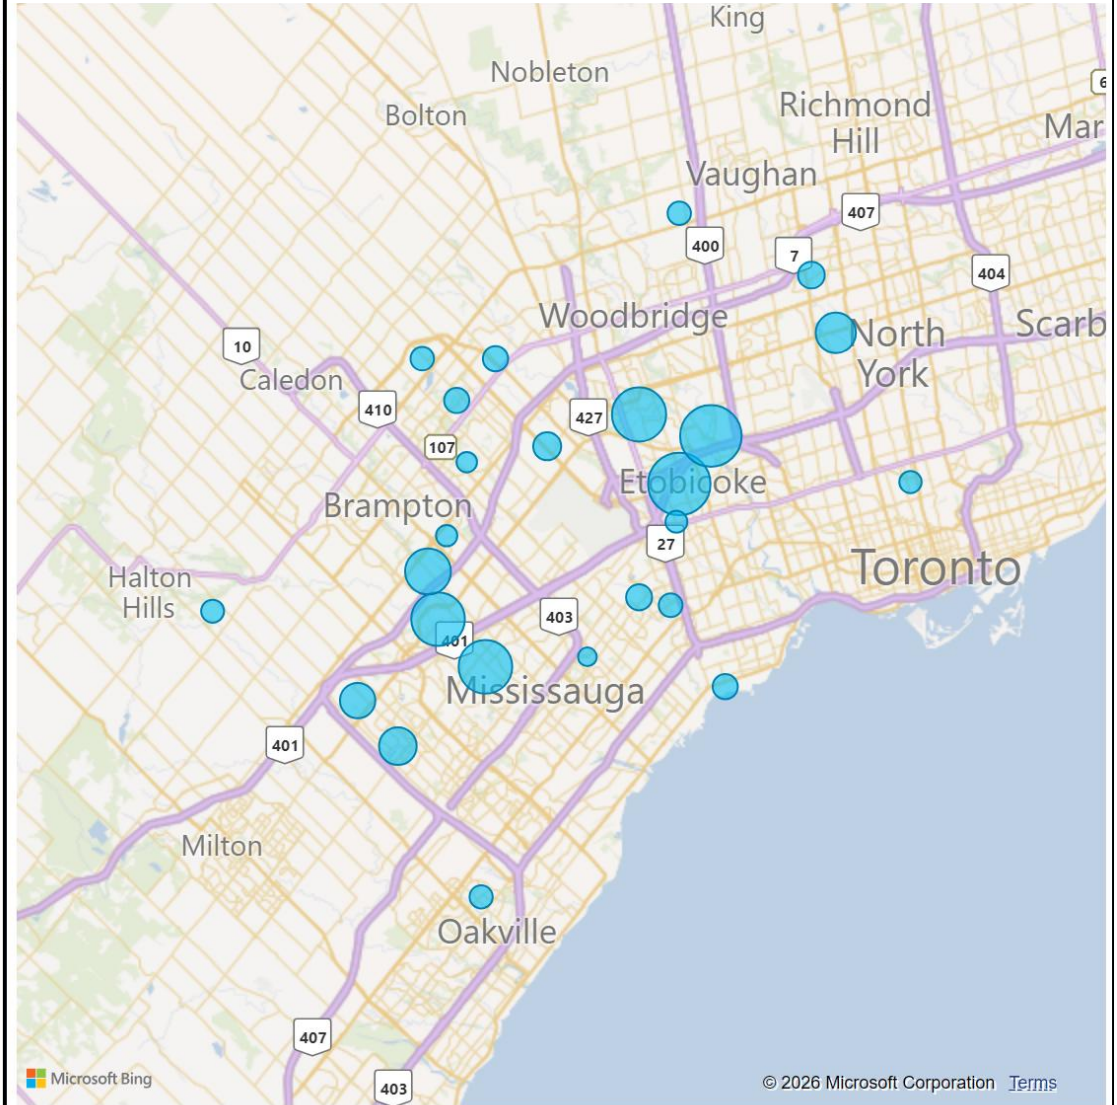 King
Nobleton
Richmond
Hill
Bolton
Mar
Vaughan
407
400
7
404
Woodbridge
Scarb
North
York
10
Caledon
410
427
107
Etobicoke
Brampton
27
Toronto
Halton
Hills
403
401
Mississauga
401
Milton
Oakville
407
403
Microsoft Bing
© 2026 Microsoft Corporation Terms